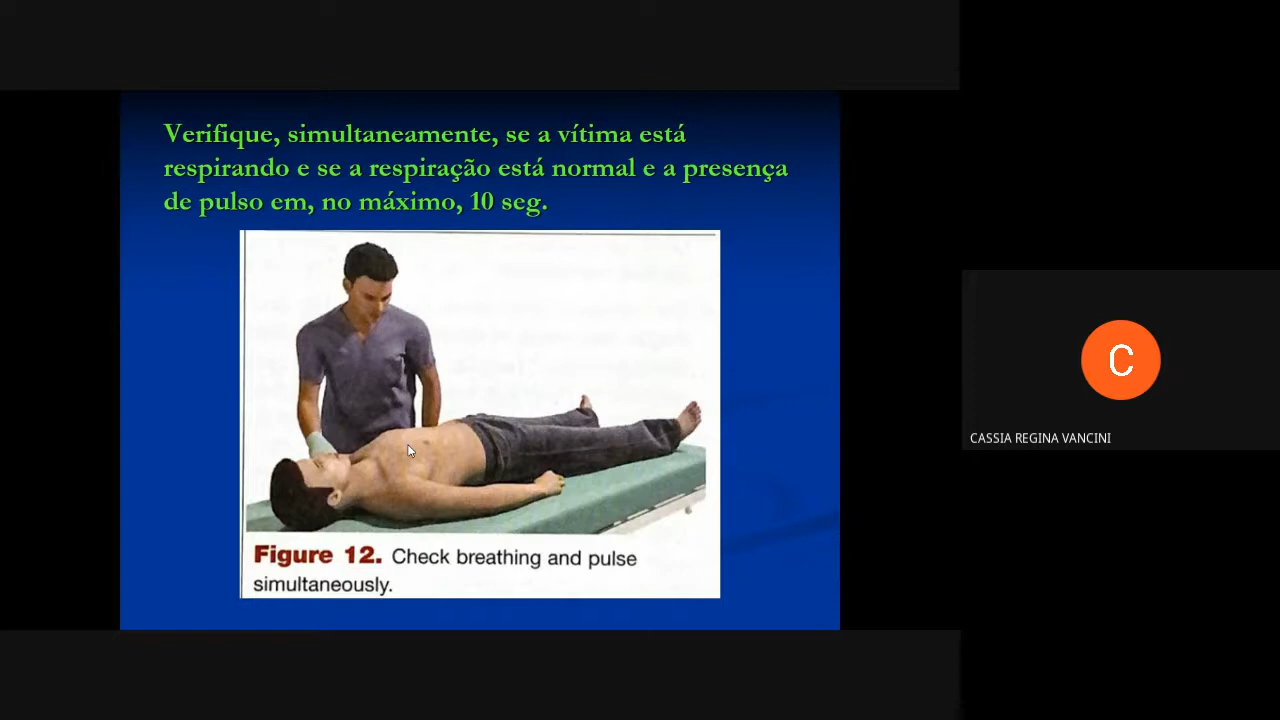 Verifique, simultaneamente, se a vítima está
respirando e se a respiração está normal e a presença
de pulso em, no máximo, 10 seg.
Figure 12. Check breathing and pulse
simultaneously.
C
CASSIA REGINA VANCINI